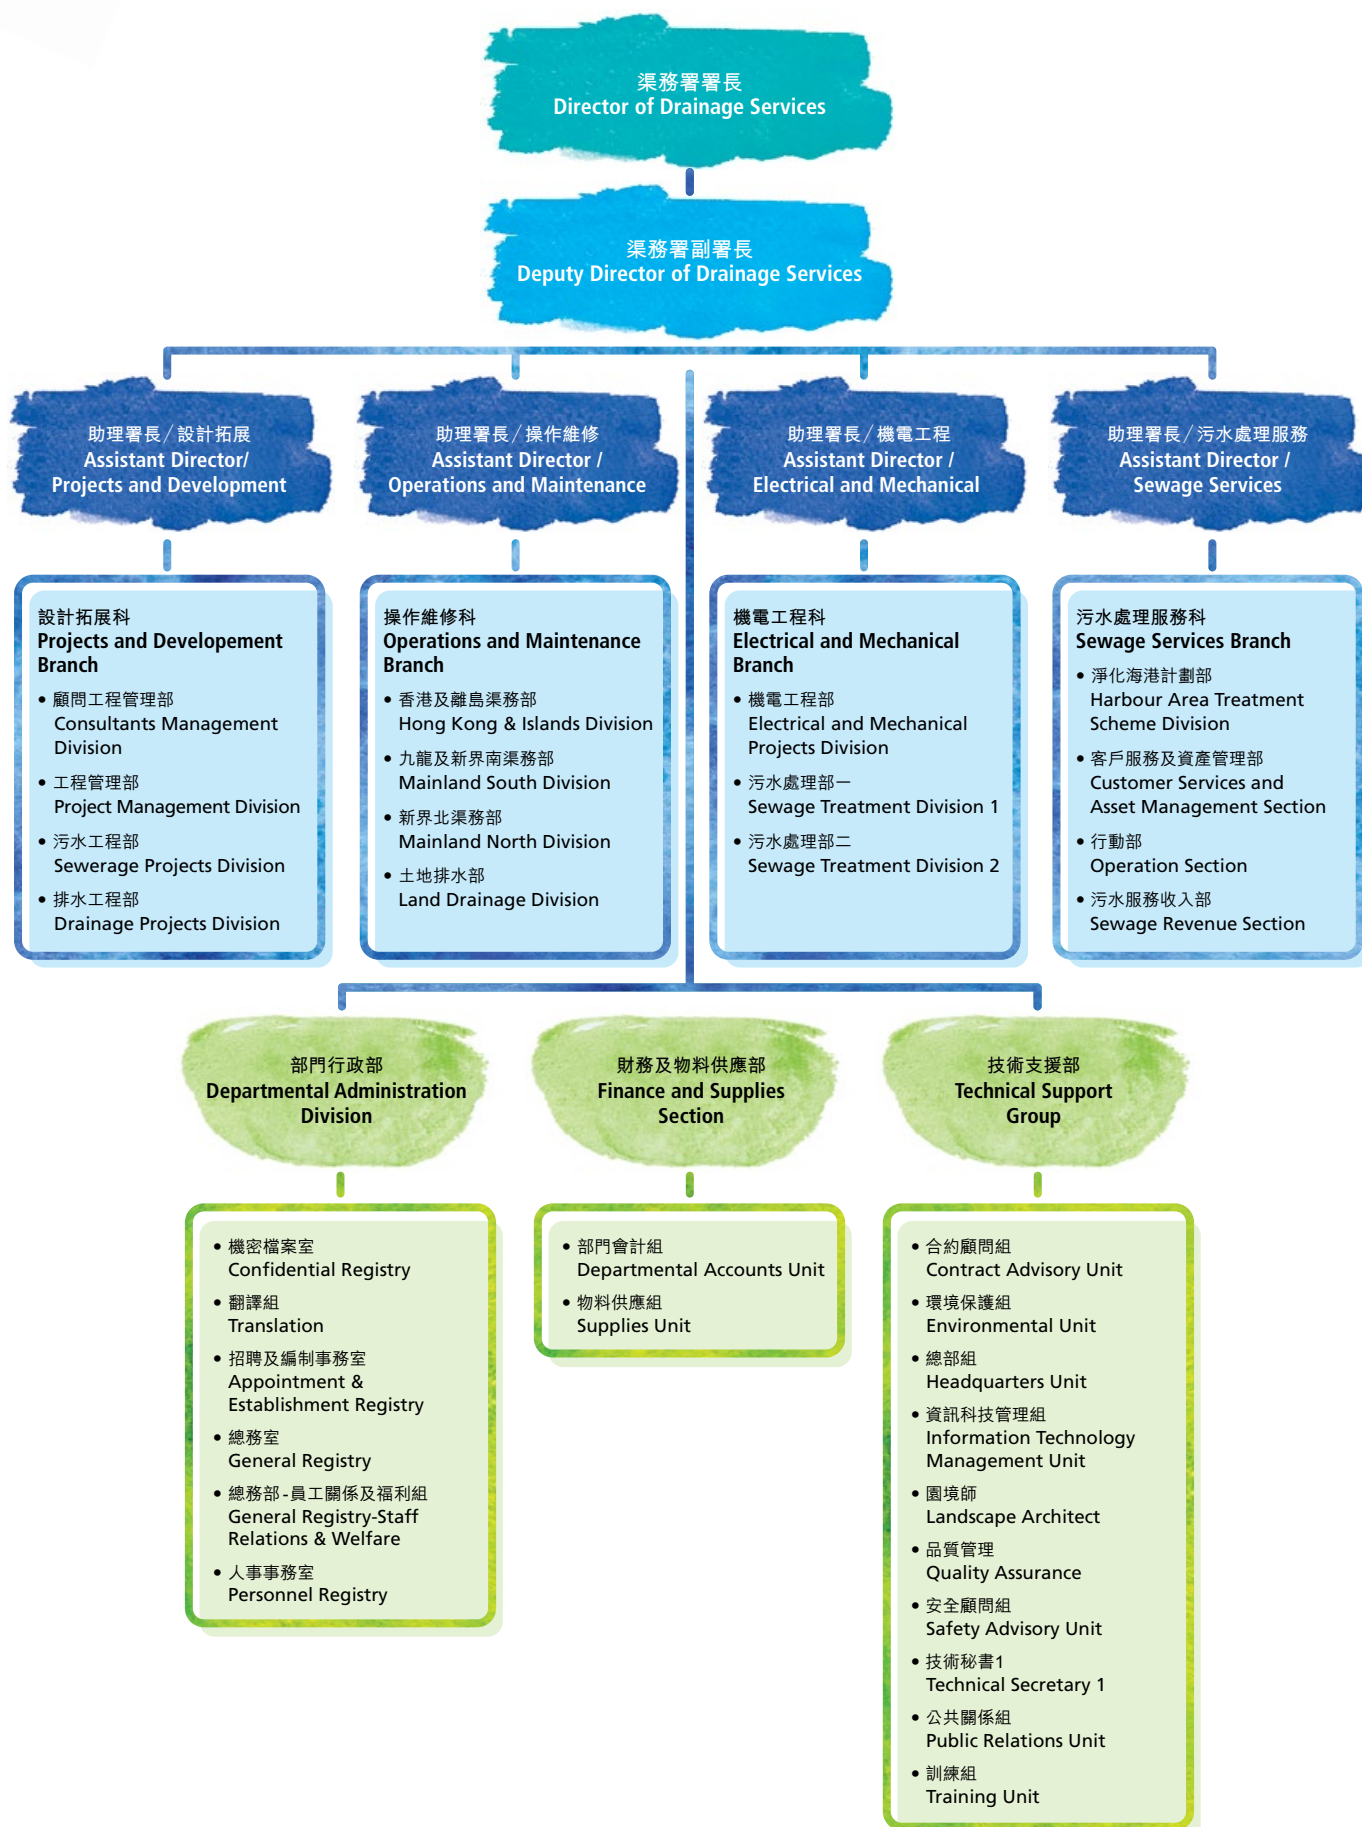 渠務署署長
Director of Drainage Services
渠務署副署長
Deputy Director of Drainage Services
助理署長/設計拓展
Assistant Director/
Projects and Development
助理署長/操作維修
Assistant Director /
Operations and Maintenance
助理署長/機電工程
Assistant Director /
Electrical and Mechanical
助理署長/污水處理服務
Assistant Director /
Sewage Services
設計拓展科
Projects and Developement
Branch
• 顧問工程管理部
Consultants Management
Division
• 工程管理部
Project Management Division
• 污水工程部
Sewerage Projects Division
• 排水工程部
Drainage Projects Division
操作維修科
Operations and Maintenance
Branch
• 香港及離島渠務部
Hong Kong & Islands Division
• 九龍及新界南渠務部
Mainland South Division
• 新界北渠務部
Mainland North Division
• 土地排水部
Land Drainage Division
機電工程科
Electrical and Mechanical
Branch
• 機電工程部
Electrical and Mechanical
Projects Division
• 污水處理部一
Sewage Treatment Division 1
• 污水處理部二
Sewage Treatment Division 2
污水處理服務科
Sewage Services Branch
• 淨化海港計劃部
Harbour Area Treatment
Scheme Division
• 客戶服務及資產管理部
Customer Services and
Asset Management Section
• 行動部
Operation Section
• 污水服務收入部
Sewage Revenue Section
部門行政部
Departmental Administration
Division
財務及物料供應部
Finance and Supplies
Section
技術支援部
Technical Support
Group
• 機密檔案室
Confidential Registry
• 翻譯組
Translation
• 招聘及編制事務室
Appointment &
Establishment Registry
• 總務室
General Registry
• 總務部-員工關係及福利組
General Registry-Staff
Relations & Welfare
• 人事事務室
Personnel Registry
• 部門會計組
Departmental Accounts Unit
• 物料供應組
Supplies Unit
• 合約顧問組
Contract Advisory Unit
• 環境保護組
Environmental Unit
• 總部組
Headquarters Unit
• 資訊科技管理組
Information Technology
Management Unit
• 園境師
Landscape Architect
• 品質管理
Quality Assurance
• 安全顧問組
Safety Advisory Unit
• 技術秘書1
Technical Secretary 1
• 公共關係組
Public Relations Unit
• 訓練組
Training Unit